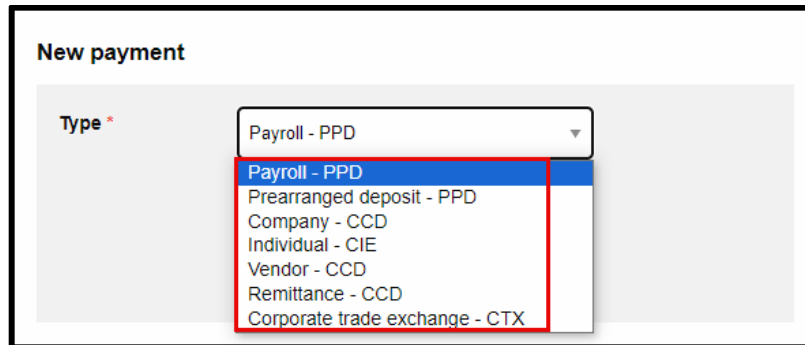 New payment
Type *
Payroll - PPD
Payroll - PPD
Prearranged deposit - PPD
Company - CCD
Individual - CIE
Vendor - CCD
Remittance - CCD
Corporate trade exchange - CTX